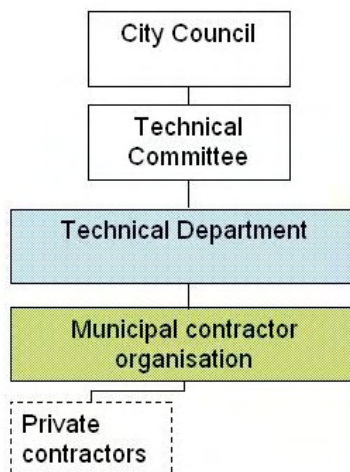 City Council
Technical
Committee
Technical Department
Municipal contractor
organisation
Private
contractors